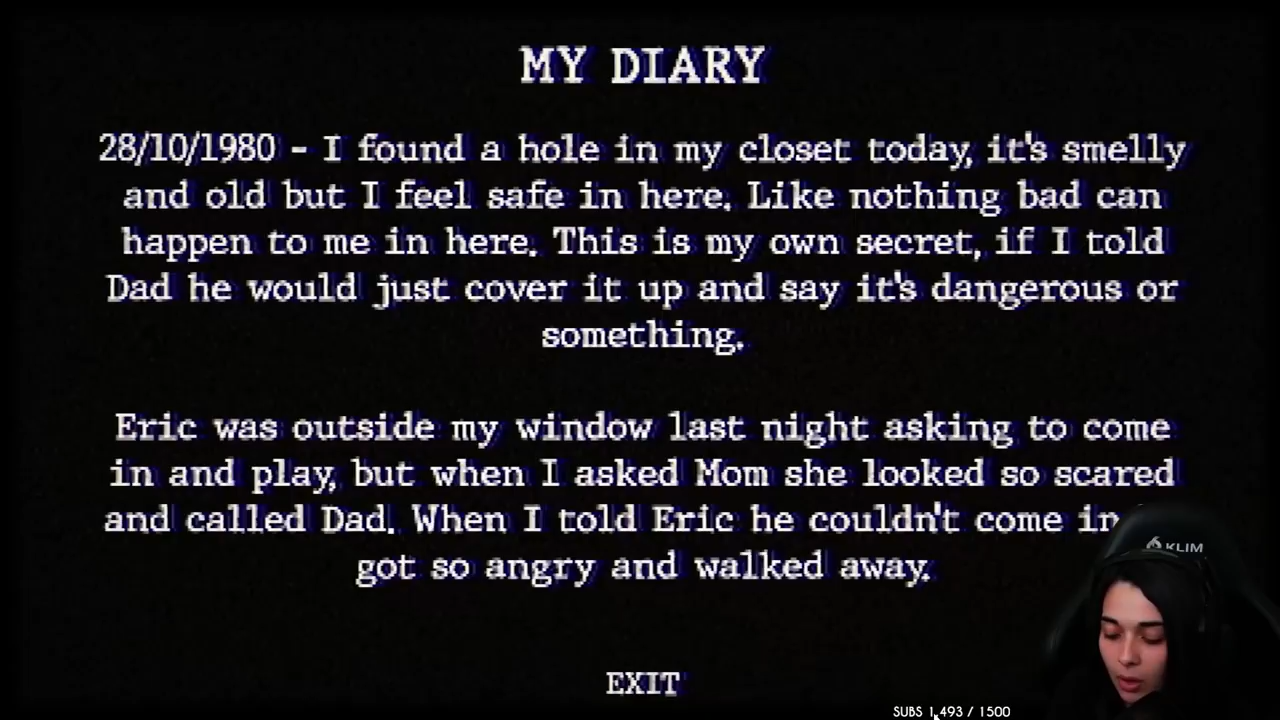 MY DIARY
28/10/1980 - I found a hole in my closet today, it's smelly
and old but I feel safe in here. Like nothing bad can
happen to me in here. This is my own secret, if I told
Dad he would just cover it up and say it's dangerous or
something.
Eric was outside my window last night asking to come
in and play, but when I asked Mom she looked so scared
and called Dad. When I told Eric he couldn't come in
got so angry and walked away.
KLIM
EXIT
SUBS 1,493 / 1500